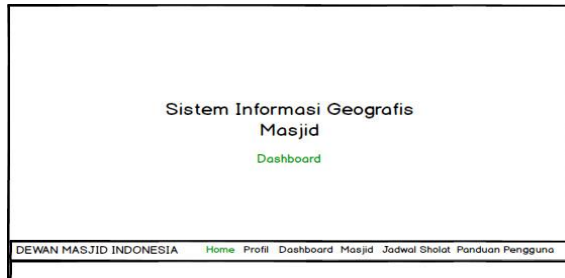 Sistem Informasi Geografis
Masjid
Dashboard
DEWAN MASJID INDONESIA Home Profil Dashboard Masjid Jadwal Sholat Panduan Pengguna